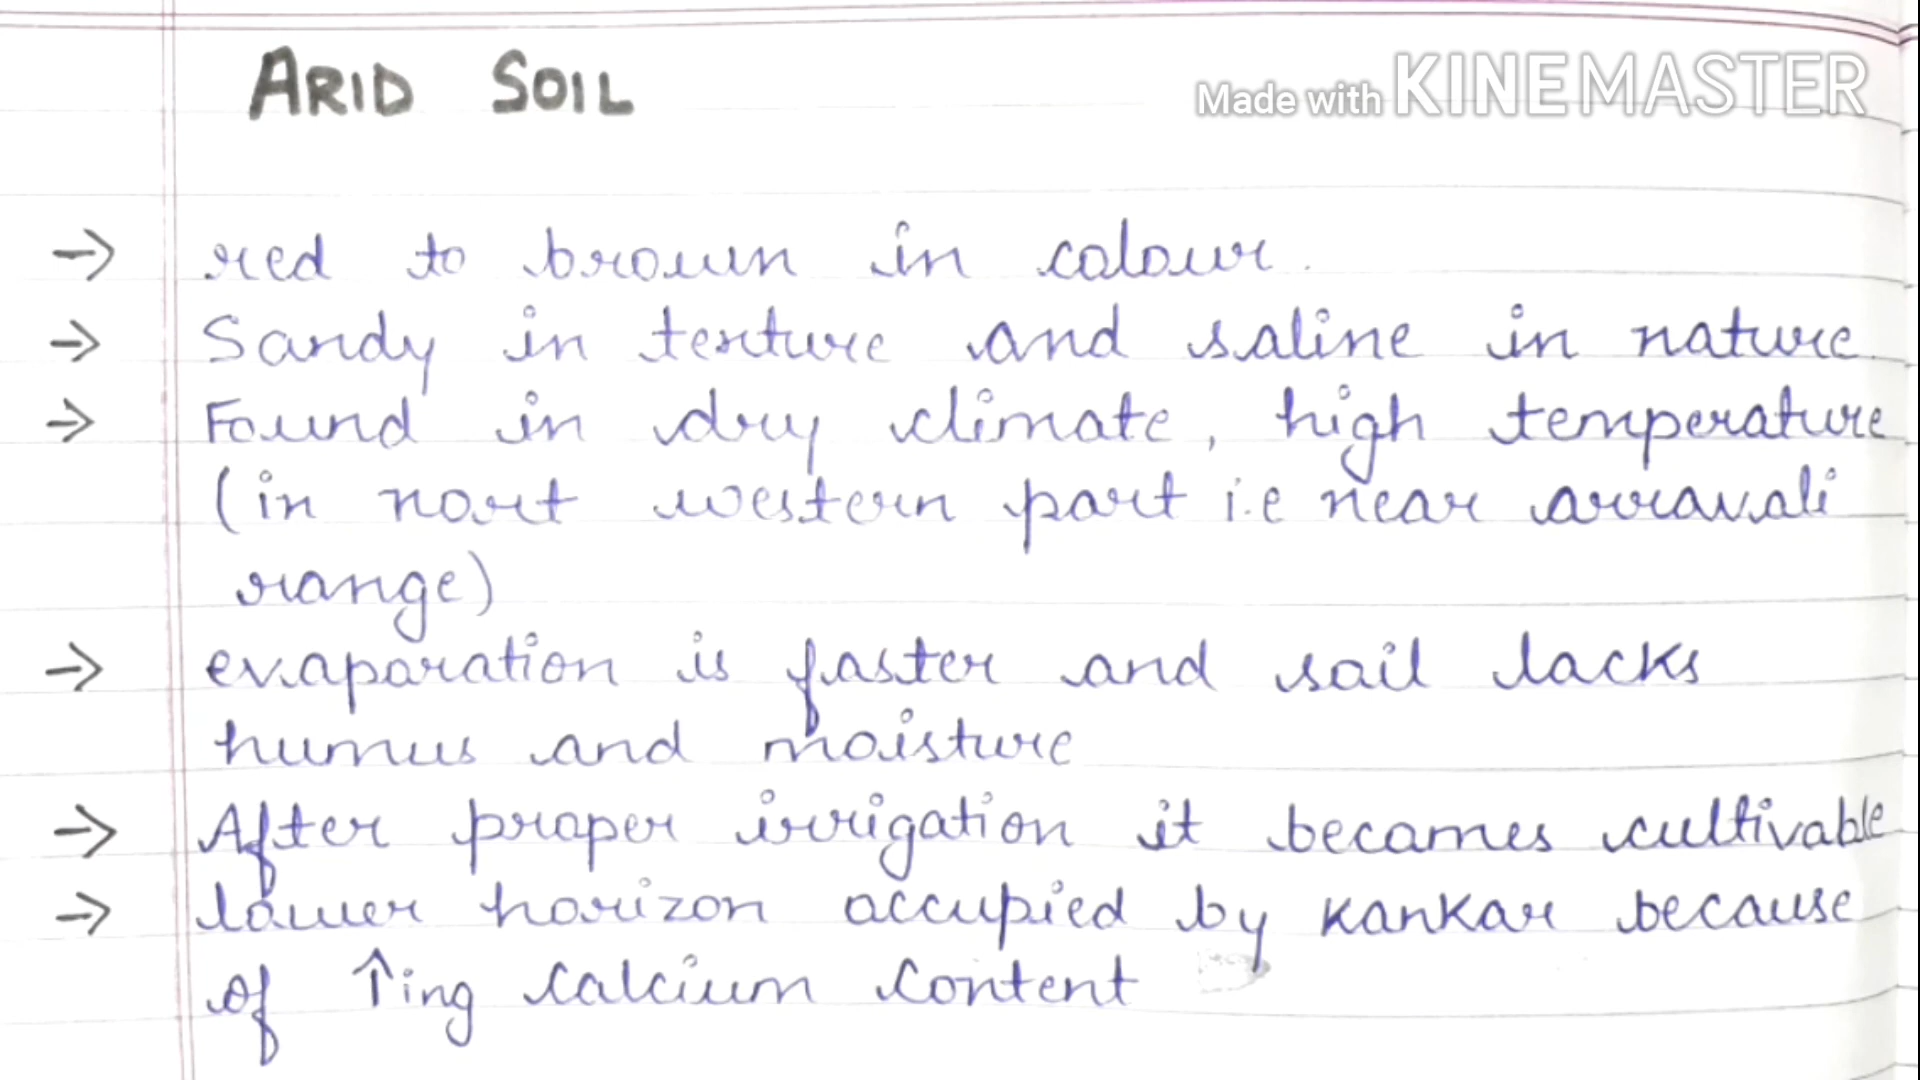 ARID SOIL
Made with KINEMASTER
→ red to brown in colour.
→ Sandy in texture and saline in nature
→ Found in dry climate, high temperature
(in nort western part i.e near arravali
range)
→ evaporation is faster and soil lacks
humus and moisture
→ After proper irrigation it becomes cultivable
→ lower horizon occupied by kankar because
of ↑ing calcium content